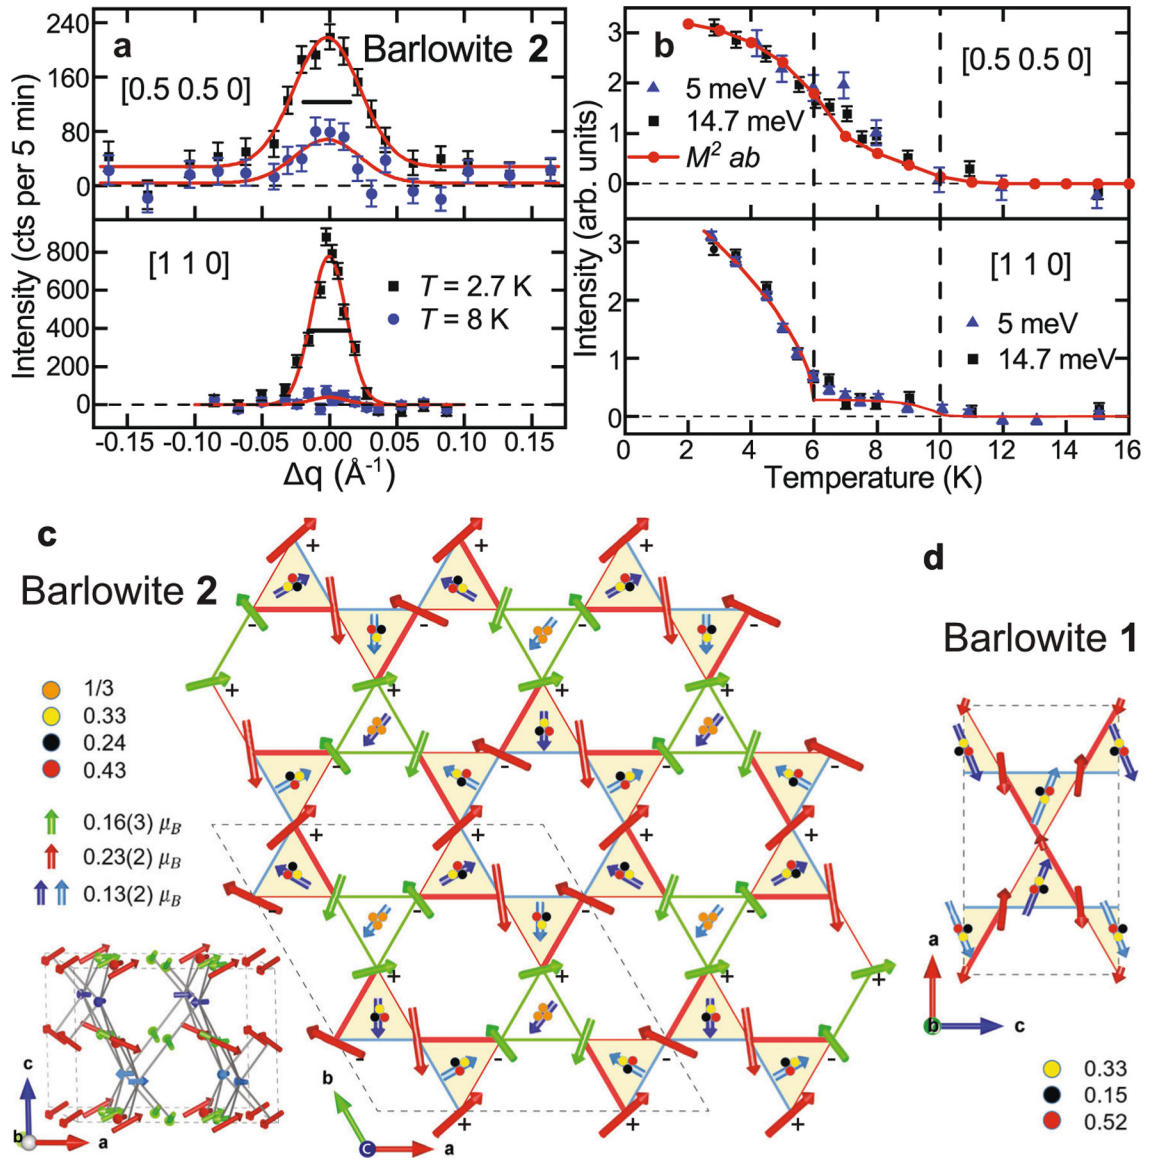 a
Barlowite 2
[0.5 0.5 0]
240
160
80
0
Intensity (cts per 5 min)
[1 1 0]
T = 2.7 K
T = 8 K
800
600
400
200
0
-0.15 -0.10 -0.05 0.00 0.05 0.10 0.15
Δq (Å⁻¹)
b
[0.5 0.5 0]
5 meV
14.7 meV
M² ab
3
2
1
0
Intensity (arb. units)
[1 1 0]
5 meV
14.7 meV
3
2
1
0
0 2 4 6 8 10 12 14 16
Temperature (K)
c
Barlowite 2
1/3
0.33
0.24
0.43
0.16(3) μB
0.23(2) μB
0.13(2) μB
+ + +
- - -
+ + +
- - -
+ + +
- - -
+ + +
- - -
+ + +
c
b
a
b
c
a
d
Barlowite 1
a
b
c
0.33
0.15
0.52